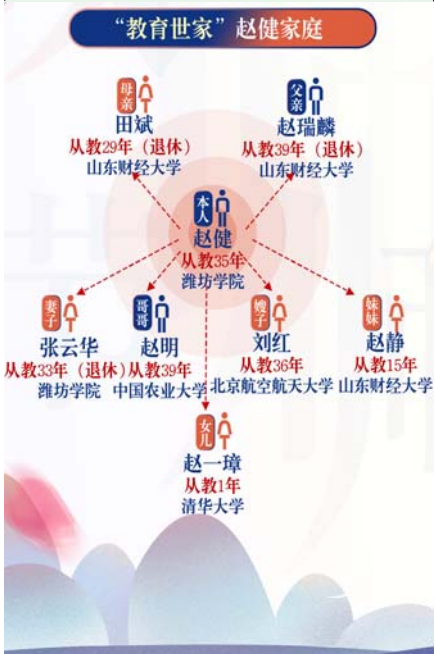 “教育世家”赵健家庭
母亲
田斌
从教29年（退休）
山东财经大学
父亲
赵瑞麟
从教39年（退休）
山东财经大学
本人
赵健
从教35年
潍坊学院
妻子
张云华
从教33年（退休）
潍坊学院
哥哥
赵明
从教39年
中国农业大学
嫂子
刘红
从教36年
北京航空航天大学
妹妹
赵静
从教15年
山东财经大学
女儿
赵一璋
从教1年
清华大学